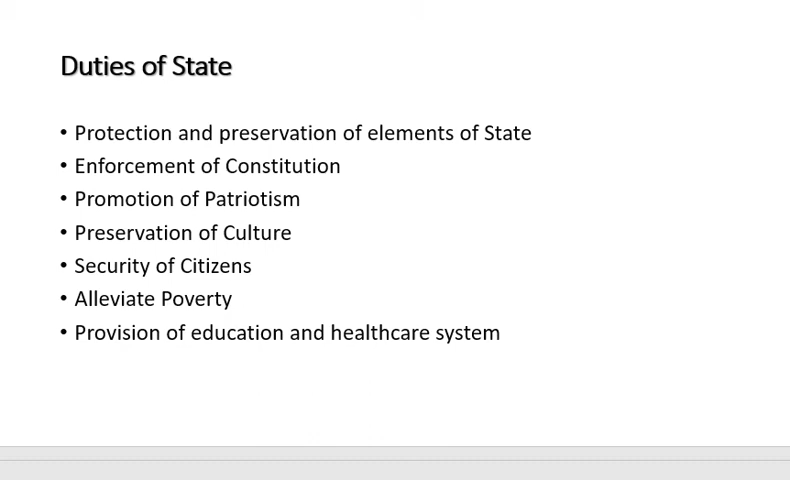 Duties of State
• Protection and preservation of elements of State
• Enforcement of Constitution
• Promotion of Patriotism
• Preservation of Culture
• Security of Citizens
• Alleviate Poverty
• Provision of education and healthcare system